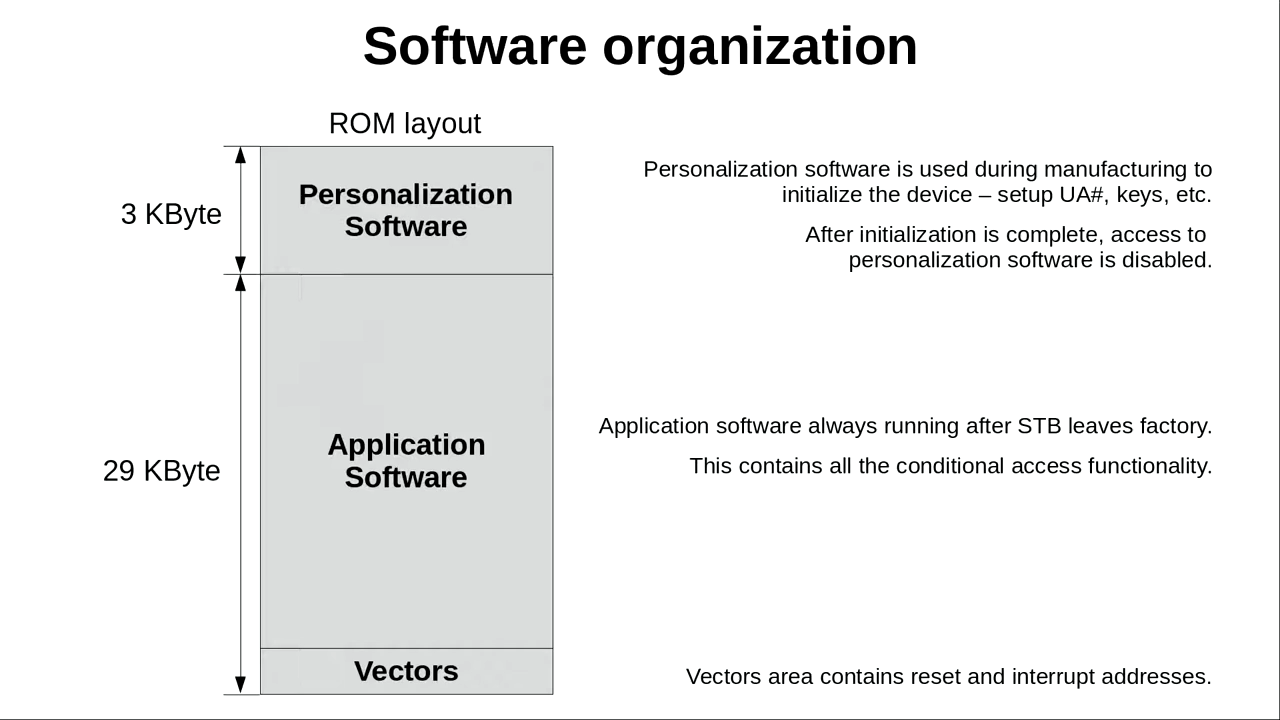 Software organization
ROM layout
3 KByte
Personalization
Software
Personalization software is used during manufacturing to
initialize the device – setup UA#, keys, etc.
After initialization is complete, access to
personalization software is disabled.
29 KByte
Application
Software
Application software always running after STB leaves factory.
This contains all the conditional access functionality.
Vectors
Vectors area contains reset and interrupt addresses.